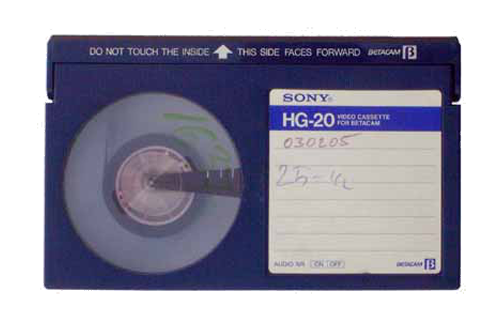 DO NOT TOUCH THE INSIDE ⬆ THIS SIDE FACES FORWARD BETACAM β
SONY®
HG-20 VIDEO CASSETTE
FOR BETACAM
030205
AUDIO NR ON OFF BETACAM β